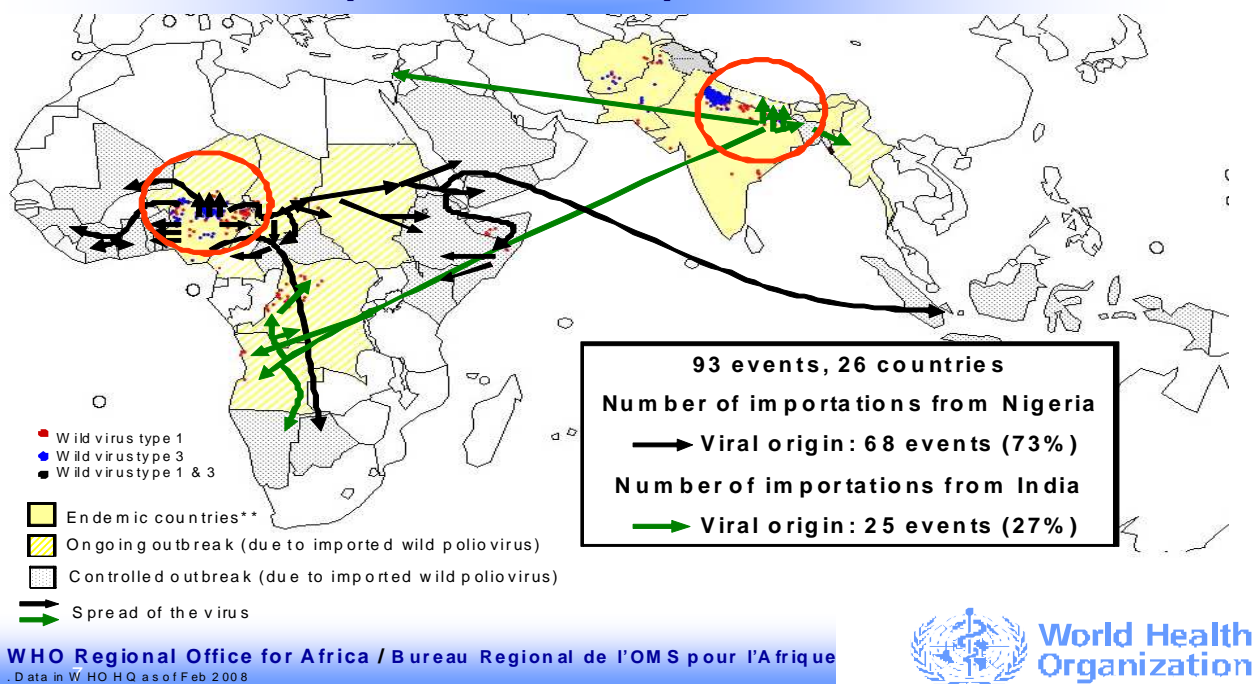 93 events, 26 countries
Number of importations from Nigeria
Viral origin: 68 events (73%)
Number of importations from India
Viral origin: 25 events (27%)
Wild virus type 1
Wild virus type 3
Wild virus type 1 & 3
Endemic countries**
Ongoing outbreak (due to imported wild poliovirus)
Controlled outbreak (due to imported wild poliovirus)
Spread of the virus
World Health
Organization
WHO Regional Office for Africa / Bureau Regional de l'OMS pour l'Afrique
7
. Data in WHO HQ as of Feb 2008